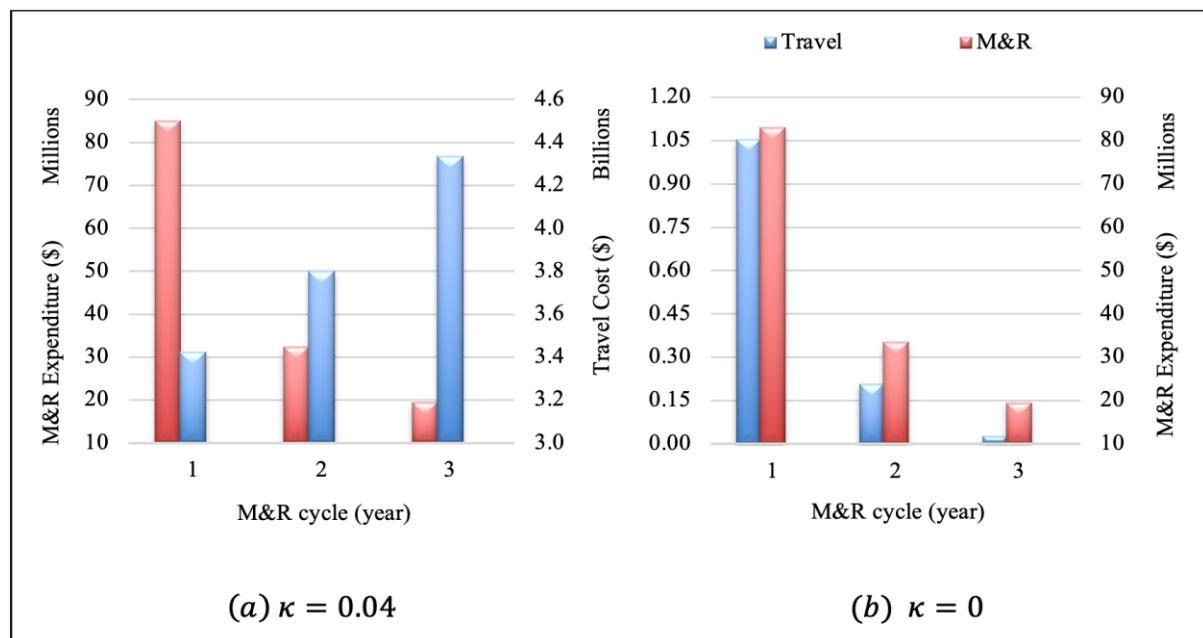 Travel M&R
Millions
M&R Expenditure ($)
90
80
70
60
50
40
30
20
10
4.6
4.4
4.2
4.0
3.8
3.6
3.4
3.2
3.0
Billions
Travel Cost ($)
1 2 3
M&R cycle (year)
(a) κ = 0.04
1.20
1.05
0.90
0.75
0.60
0.45
0.30
0.15
0.00
90
80
70
60
50
40
30
20
10
Millions
M&R Expenditure ($)
1 2 3
M&R cycle (year)
(b) κ = 0